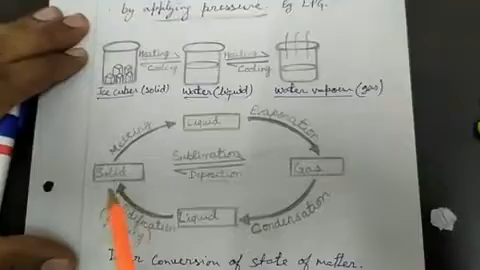 by applying pressure. Eg LPG.
Heating Heating
Cooling Cooling
Ice cubes (solid) Water (liquid) Water vapour (gas)
Liquid
Melting Evaporation
Sublimation
Solid Gas
Deposition
Liquid
Condensation
conversion of State of matter.